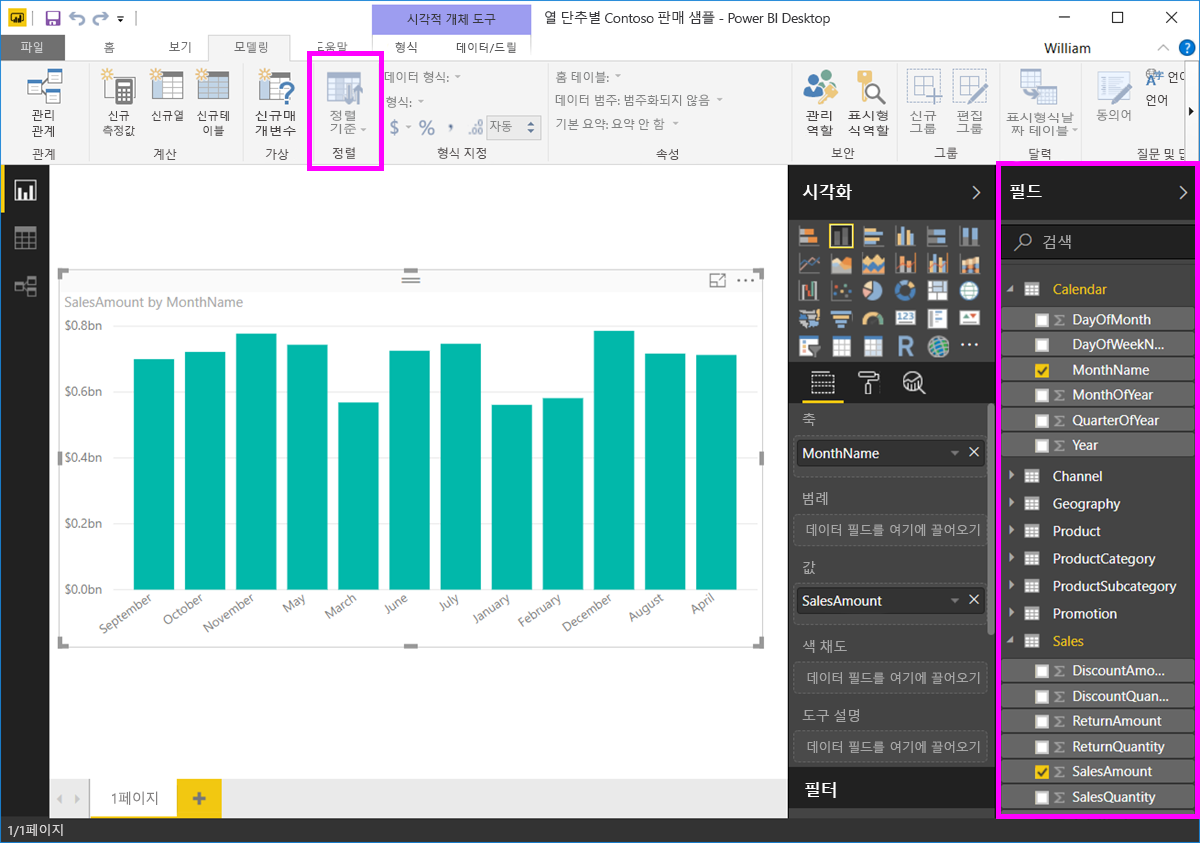 시각적 개체 도구
열 단추별 Contoso 판매 샘플 - Power BI Desktop
파일
홈
보기
모델링
도움말
형식
데이터/드릴
William
관리
관계
관계
신규
측정값
신규열
신규테
이블
계산
신규매
개변수
가상
정렬
기준
정렬
데이터 형식:
형식:
$ % , .00 자동
형식 지정
홈 테이블:
데이터 범주: 범주화되지 않음
기본 요약: 요약 안 함
속성
관리
역할
표시형
식역할
보안
신규
그룹
편집
그룹
그룹
표시형식날
짜 테이블
달력
동의어
언어
질문 및
SalesAmount by MonthName
$0.8bn
$0.6bn
$0.4bn
$0.2bn
$0.0bn
September
October
November
May
March
June
July
January
February
December
August
April
시각화
123
R
축
MonthName
범례
데이터 필드를 여기에 끌어오기
값
SalesAmount
색 채도
데이터 필드를 여기에 끌어오기
도구 설명
데이터 필드를 여기에 끌어오기
필터
필드
검색
Calendar
DayOfMonth
DayOfWeekN...
MonthName
MonthOfYear
QuarterOfYear
Year
Channel
Geography
Product
ProductCategory
ProductSubcategory
Promotion
Sales
DiscountAmo...
DiscountQuan...
ReturnAmount
ReturnQuantity
SalesAmount
SalesQuantity
1페이지
1/1페이지